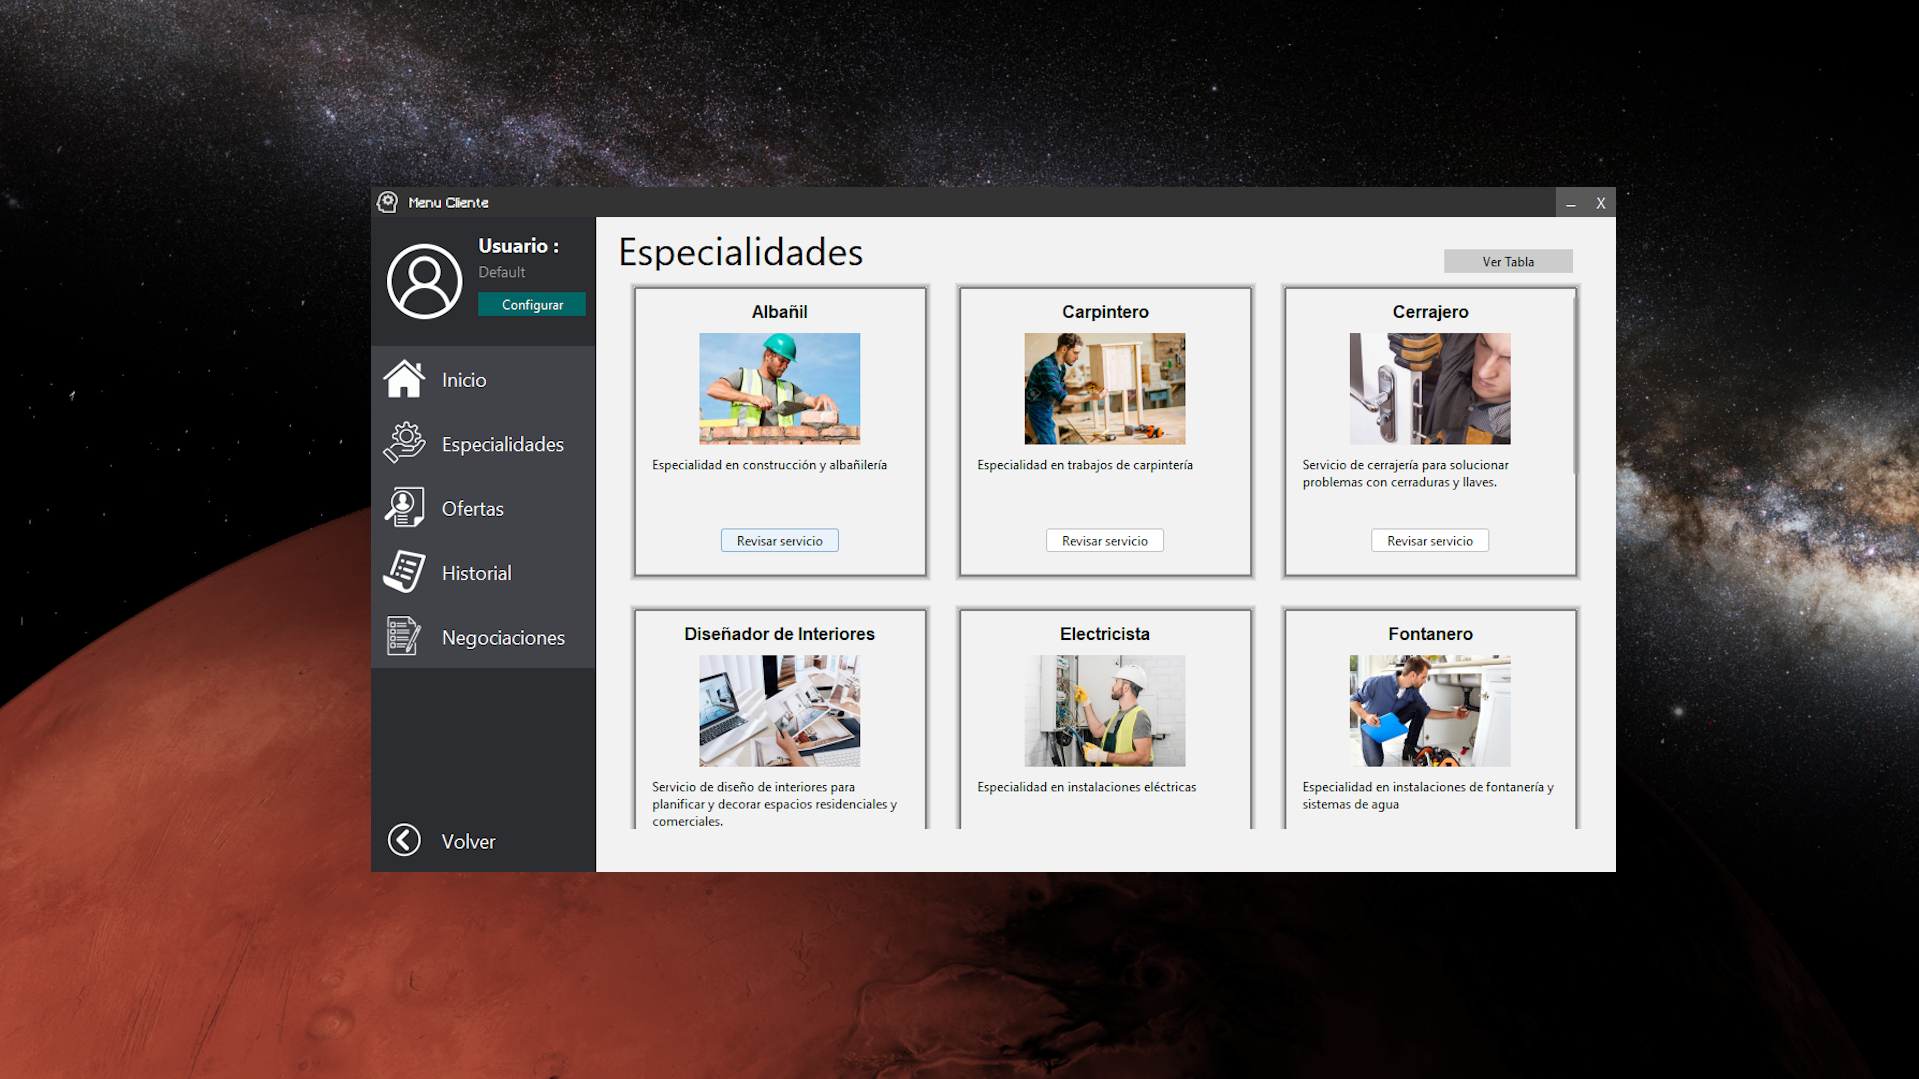 Menu Cliente
_ X
Usuario :
Default
Configurar
Inicio
Especialidades
Ofertas
Historial
Negociaciones
Volver
Especialidades
Ver Tabla
Albañil
Especialidad en construcción y albañilería
Revisar servicio
Carpintero
Especialidad en trabajos de carpintería
Revisar servicio
Cerrajero
Servicio de cerrajería para solucionar
problemas con cerraduras y llaves.
Revisar servicio
Diseñador de Interiores
Servicio de diseño de interiores para
planificar y decorar espacios residenciales y
comerciales.
Electricista
Especialidad en instalaciones eléctricas
Fontanero
Especialidad en instalaciones de fontanería y
sistemas de agua